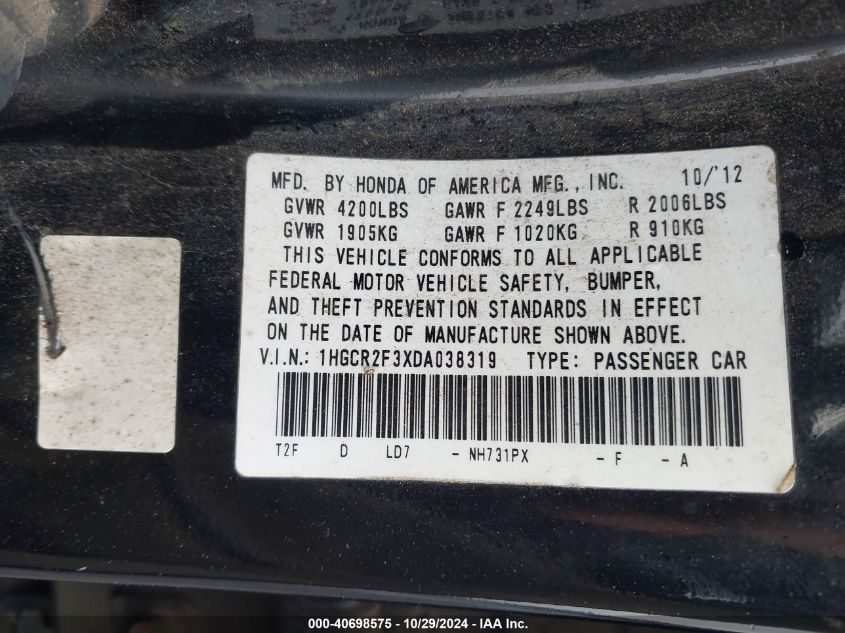 MFD. BY HONDA OF AMERICA MFG., INC. 10/'12
GVWR 4200LBS GAWR F 2249LBS R 2006LBS
GVWR 1905KG GAWR F 1020KG R 910KG
THIS VEHICLE CONFORMS TO ALL APPLICABLE
FEDERAL MOTOR VEHICLE SAFETY, BUMPER,
AND THEFT PREVENTION STANDARDS IN EFFECT
ON THE DATE OF MANUFACTURE SHOWN ABOVE.
V.I.N.: 1HGCR2F3XDA038319 TYPE: PASSENGER CAR
T2F D LD7 - NH731PX - F - A
000-40698575 - 10/29/2024 - IAA Inc.